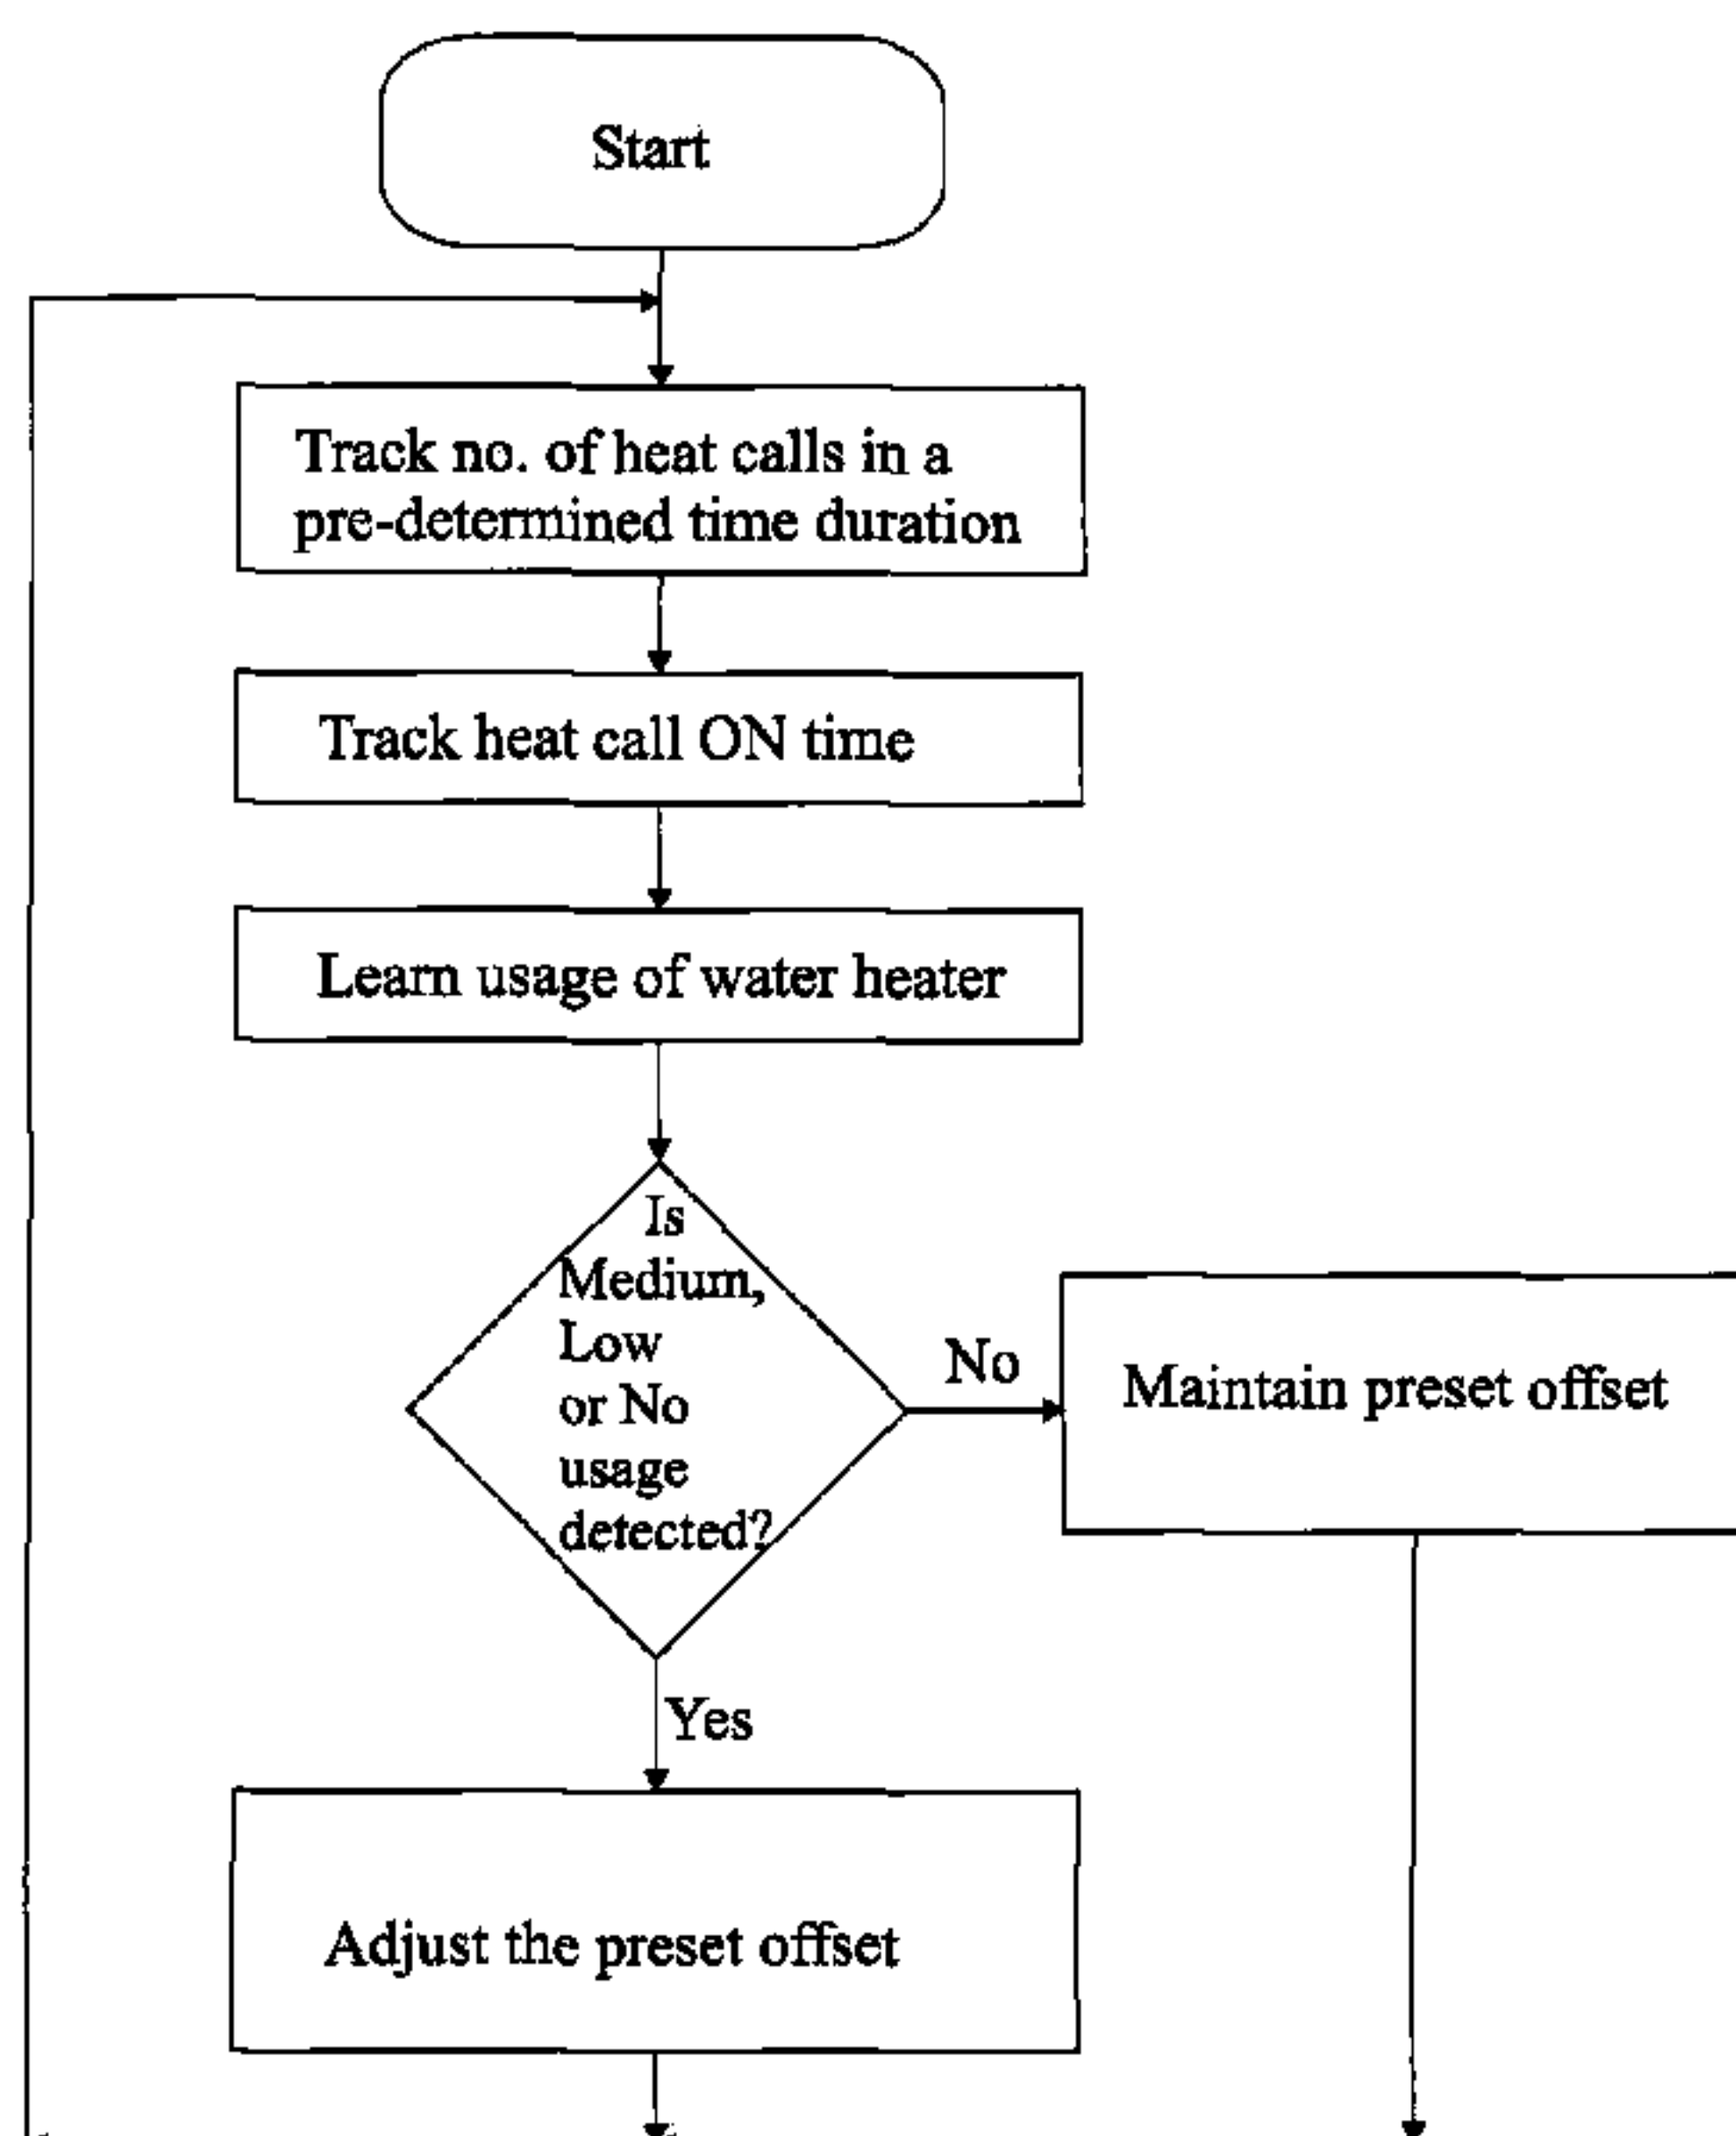 Start
Track no. of heat calls in a
pre-determined time duration
Track heat call ON time
Learn usage of water heater
Is
Medium,
Low
or No
usage
detected?
No
Maintain preset offset
Yes
Adjust the preset offset